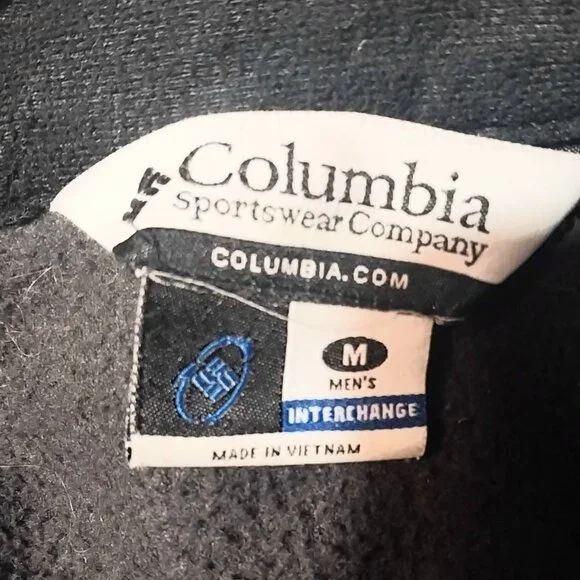 Columbia
Sportswear Company
COLUMBIA.COM
M
MEN'S
INTERCHANGE
MADE IN VIETNAM